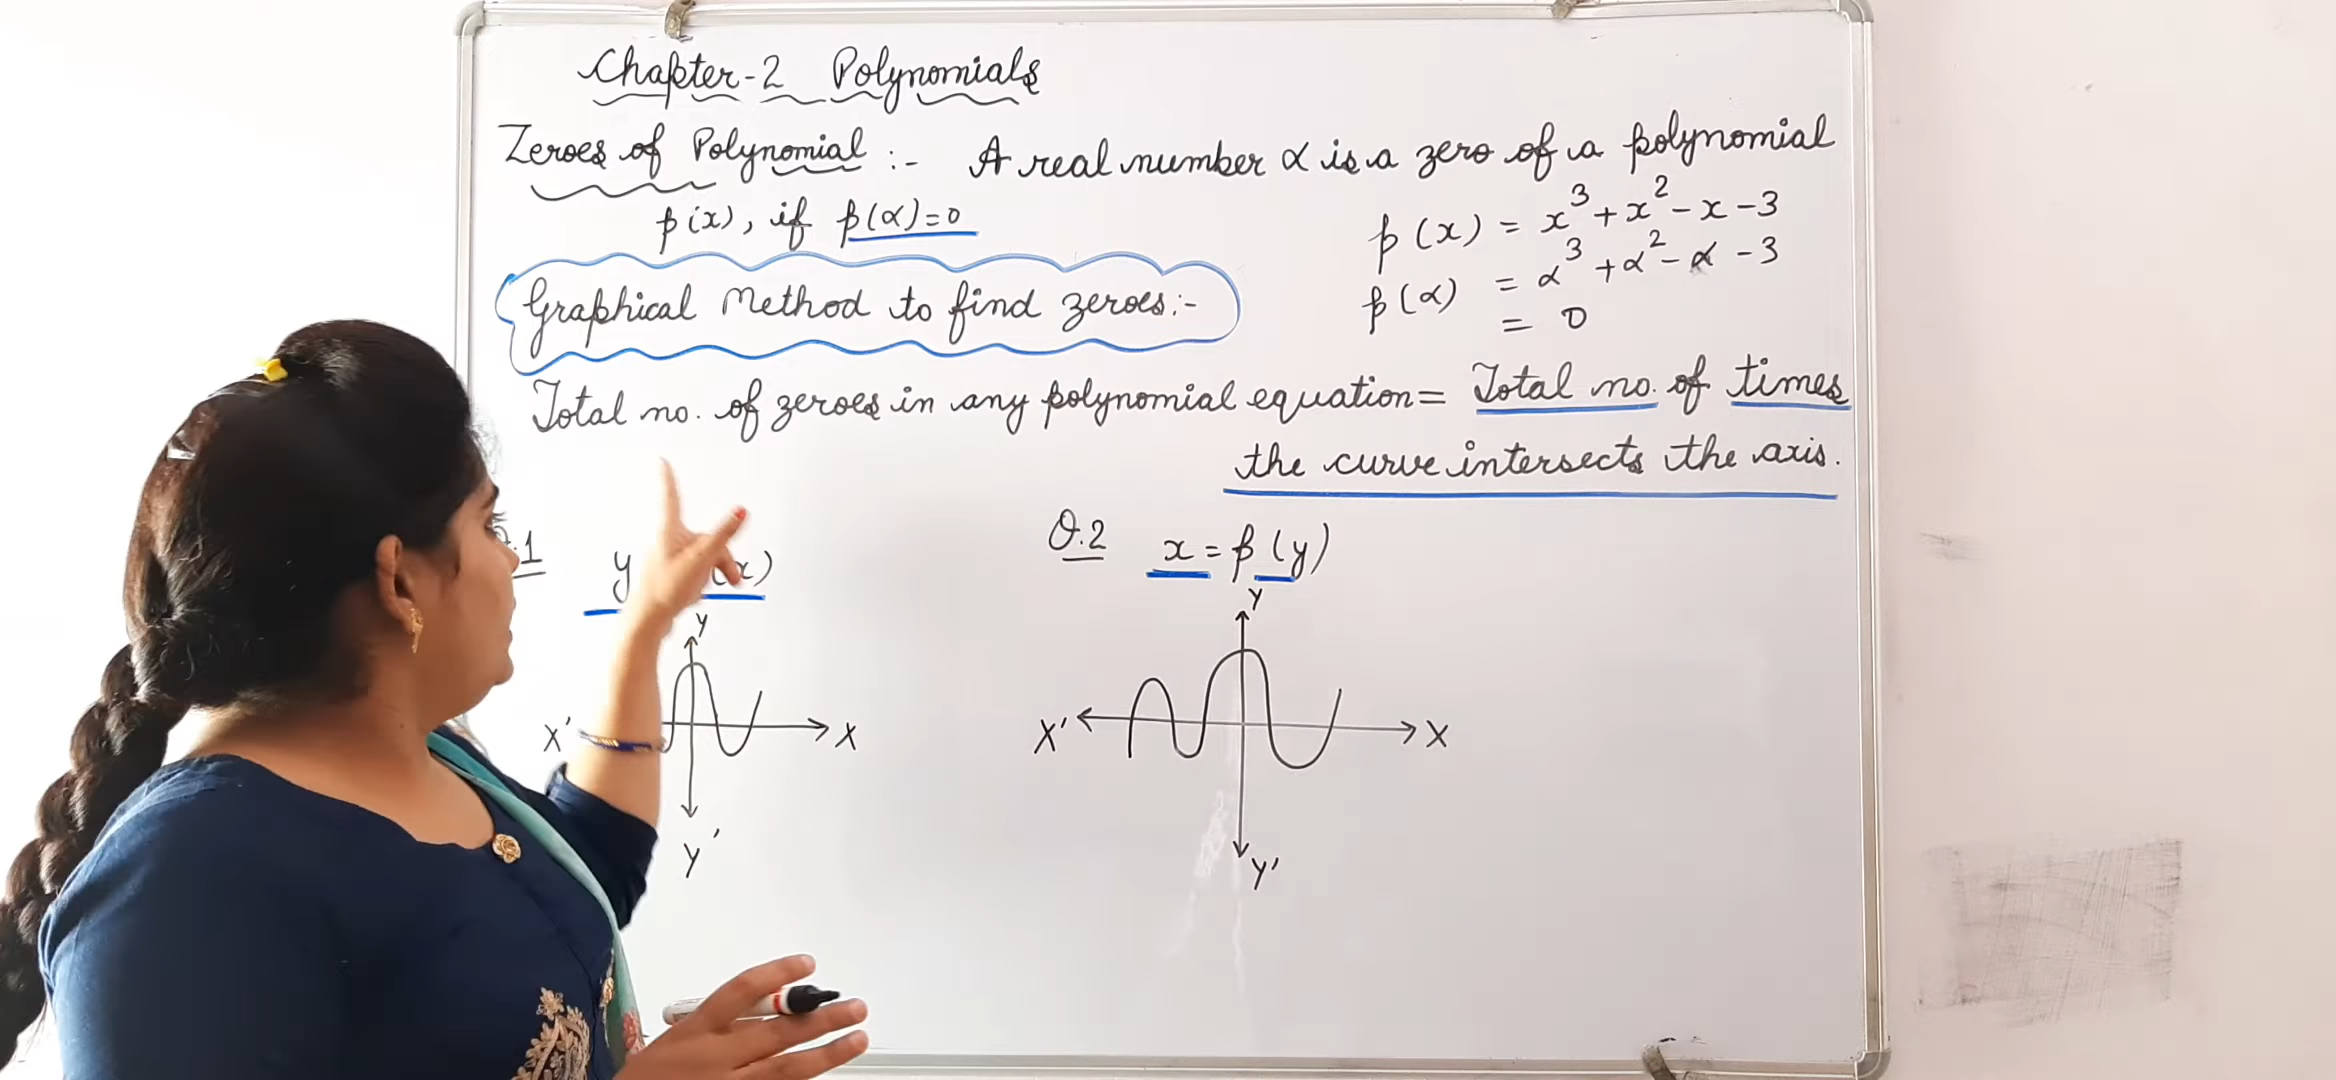 Chapter-2 Polynomials
Zeroes of Polynomial :- A real number α is a zero of a polynomial
p(x), if p(α)=0
p(x) = x³+x²-x-3
p(α) = α³+α²-α-3
= 0
Graphical Method to find zeroes:-
Total no. of zeroes in any polynomial equation= Total no. of times
the curve intersects the axis.
.1 y (x)
Q.2 x=p(y)
Y
X' X
Y'
Y
X' X
Y'